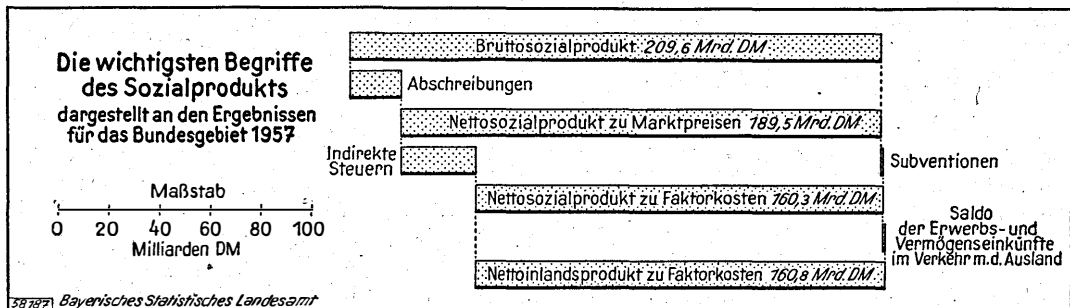 Die wichtigsten Begriffe
des Sozialprodukts
dargestellt an den Ergebnissen
für das Bundesgebiet 1957
Maßstab
0 20 40 60 80 100
Milliarden DM
Bruttosozialprodukt 209,6 Mrd. DM
Abschreibungen
Nettosozialprodukt zu Marktpreisen 189,5 Mrd. DM
Indirekte
Steuern
Subventionen
Nettosozialprodukt zu Faktorkosten 160,3 Mrd. DM
Saldo
der Erwerbs- und
Vermögenseinkünfte
im Verkehr m. d. Ausland
Nettoinlandsprodukt zu Faktorkosten 160,8 Mrd. DM
58187 Bayerisches Statistisches Landesamt